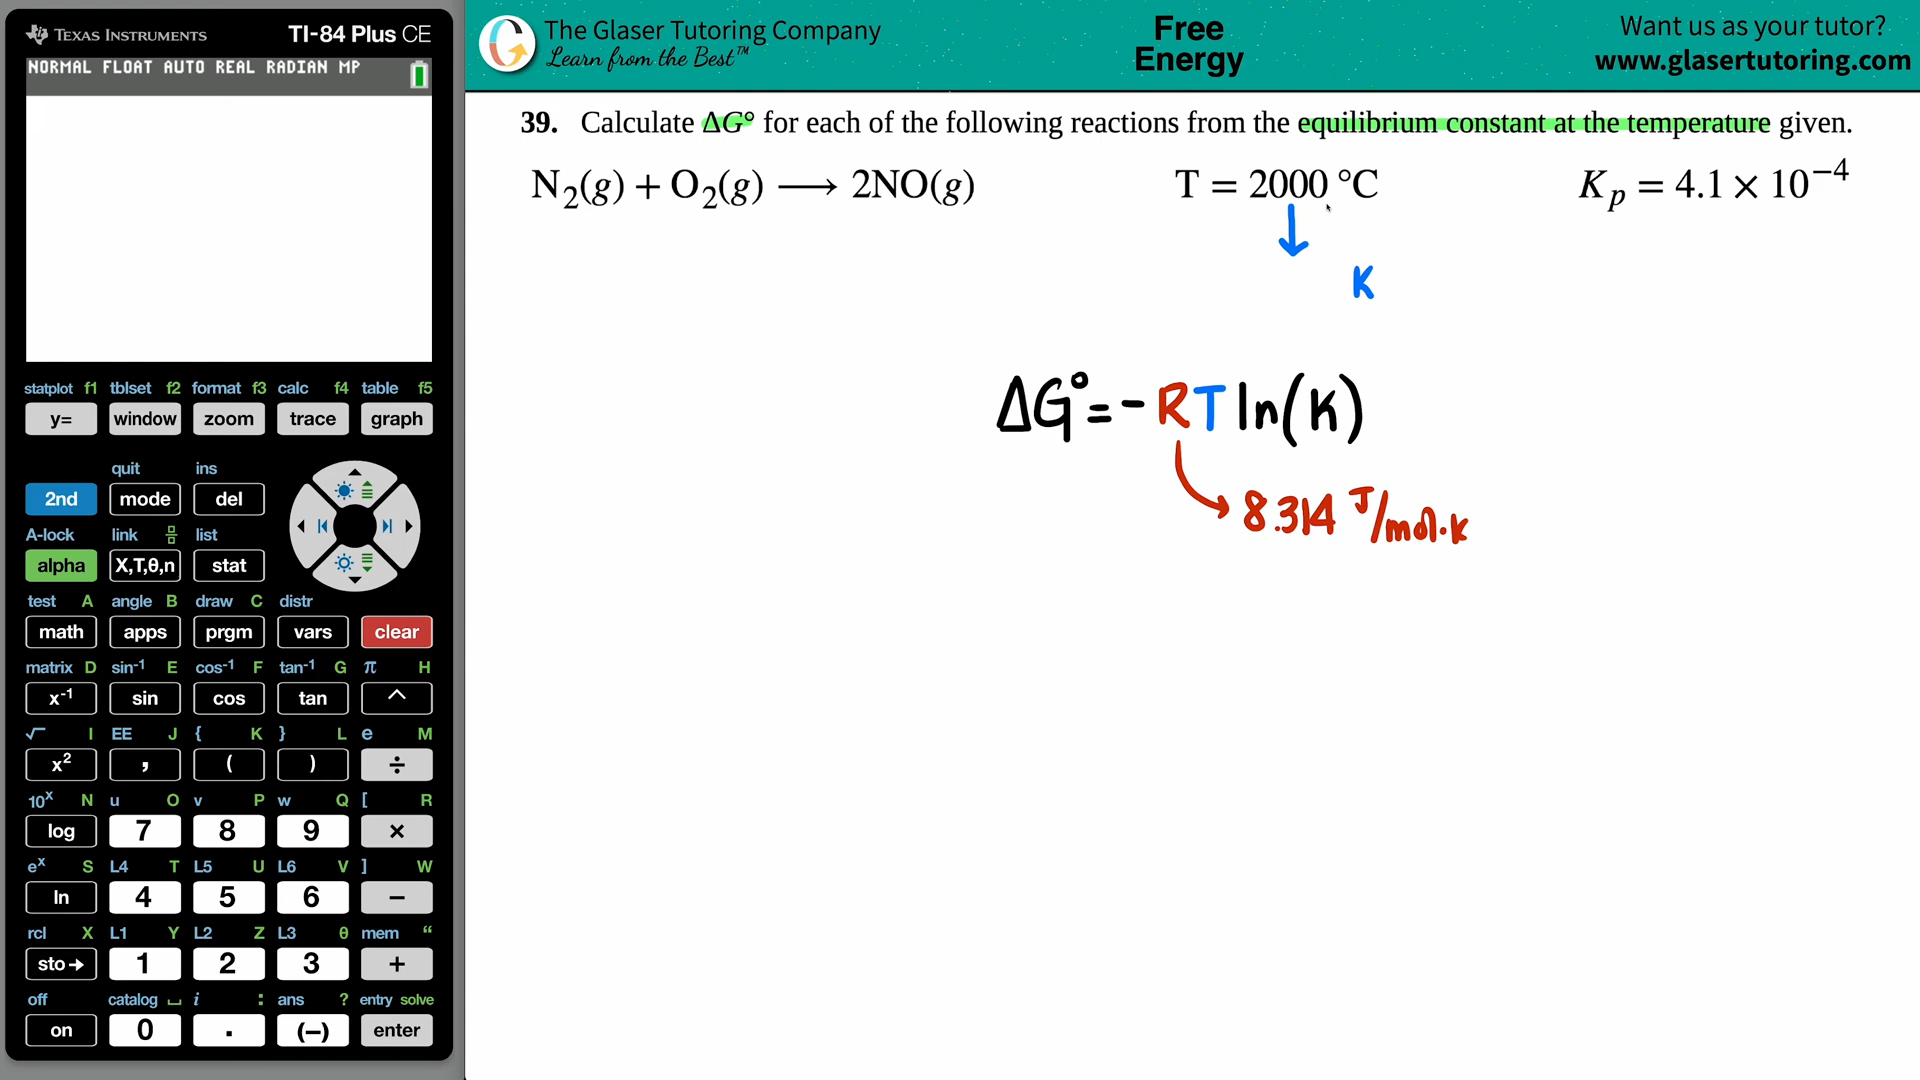 TEXAS INSTRUMENTS TI-84 Plus CE
NORMAL FLOAT AUTO REAL RADIAN MP
statplot f1 tblset f2 format f3 calc f4 table f5
y= window zoom trace graph
quit ins
2nd mode del
A-lock link list
alpha X,T,θ,n stat
test A angle B draw C distr
math apps prgm vars clear
matrix D sin⁻¹ E cos⁻¹ F tan⁻¹ G π H
x⁻¹ sin cos tan ^
√ I EE J { K } L e M
x² , ( ) ÷
10ˣ N u O v P w Q [ R
log 7 8 9 ×
eˣ S L4 T L5 U L6 V ] W
ln 4 5 6 −
rcl X L1 Y L2 Z L3 θ mem “
sto→ 1 2 3 +
off catalog ⎵ i : ans ? entry solve
on 0 . (−) enter
The Glaser Tutoring Company
Learn from the Best™
Free
Energy
Want us as your tutor?
www.glasertutoring.com
39. Calculate ΔG° for each of the following reactions from the equilibrium constant at the temperature given.
N₂(g) + O₂(g) ⟶ 2NO(g) T = 2000 °C Kₚ = 4.1 × 10⁻⁴
K
ΔG° = - RT ln(K)
8.314 J/mol·K